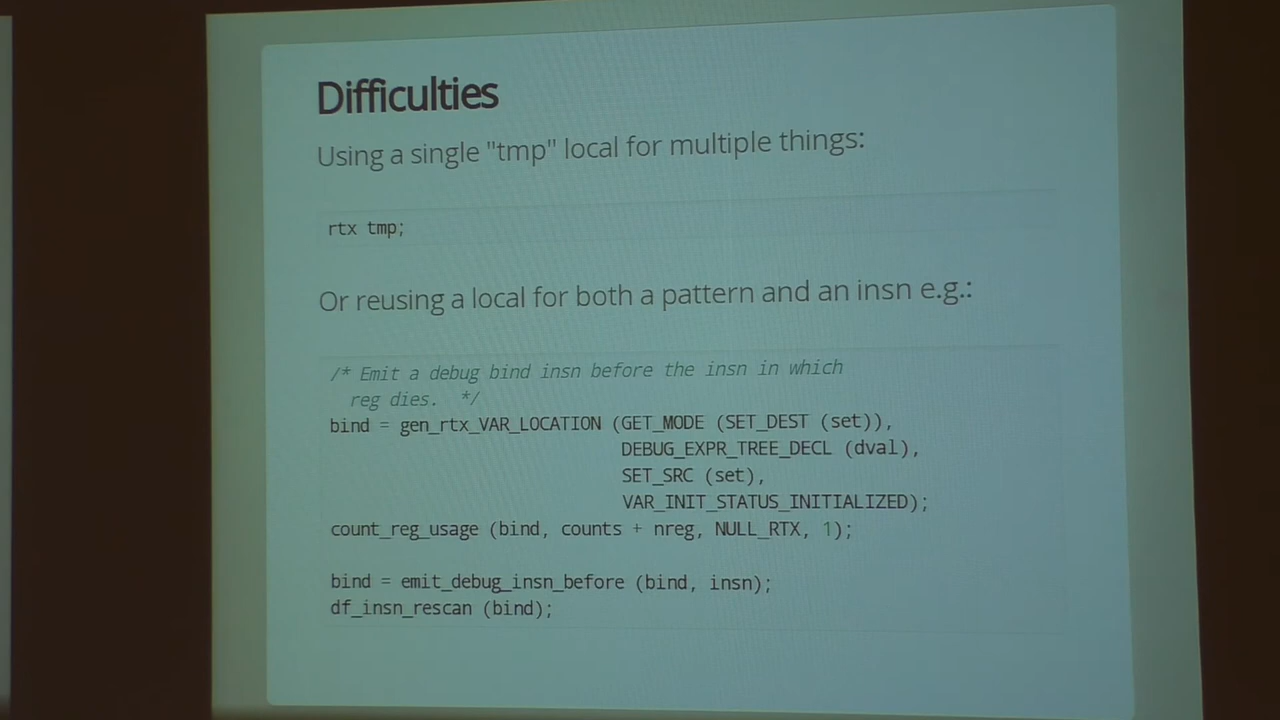 Difficulties
Using a single "tmp" local for multiple things:
rtx tmp;
Or reusing a local for both a pattern and an insn e.g.:
/* Emit a debug bind insn before the insn in which
reg dies.  */
bind = gen_rtx_VAR_LOCATION (GET_MODE (SET_DEST (set)),
DEBUG_EXPR_TREE_DECL (dval),
SET_SRC (set),
VAR_INIT_STATUS_INITIALIZED);
count_reg_usage (bind, counts + nreg, NULL_RTX, 1);
bind = emit_debug_insn_before (bind, insn);
df_insn_rescan (bind);